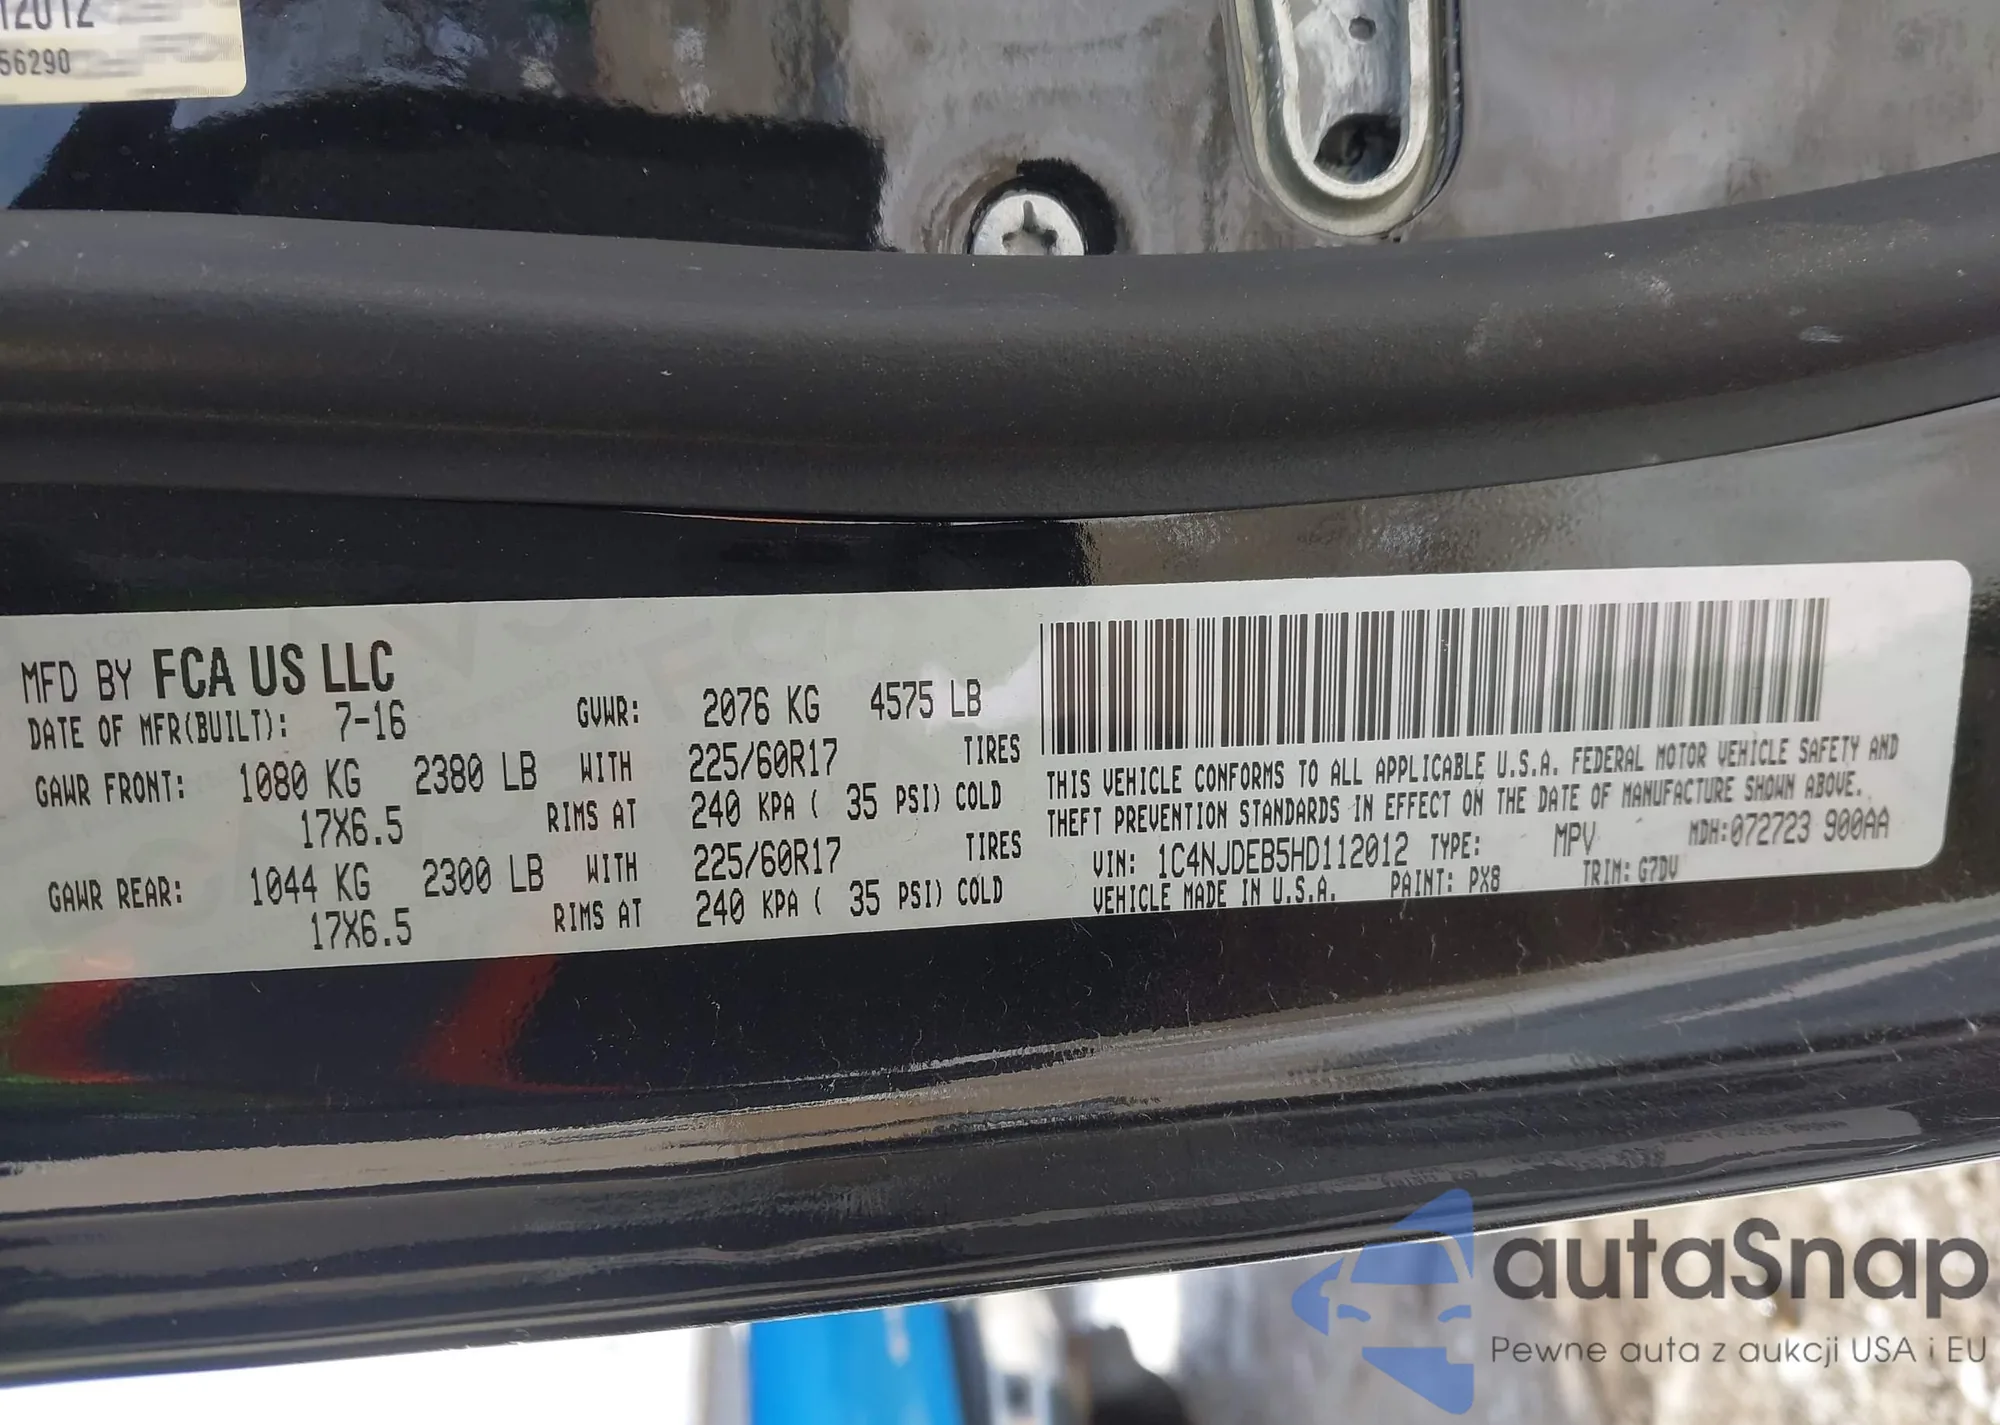 12012
56290
MFD BY FCA US LLC
DATE OF MFR(BUILT): 7-16 GVWR: 2076 KG 4575 LB
GAWR FRONT: 1080 KG 2380 LB WITH 225/60R17 TIRES
17X6.5 RIMS AT 240 KPA ( 35 PSI) COLD
GAWR REAR: 1044 KG 2300 LB WITH 225/60R17 TIRES
17X6.5 RIMS AT 240 KPA ( 35 PSI) COLD
THIS VEHICLE CONFORMS TO ALL APPLICABLE U.S.A. FEDERAL MOTOR VEHICLE SAFETY AND
THEFT PREVENTION STANDARDS IN EFFECT ON THE DATE OF MANUFACTURE SHOWN ABOVE.
VIN: 1C4NJDEB5HD112012 TYPE: MPV MDH:072723 900AA
VEHICLE MADE IN U.S.A. PAINT: PX8 TRIM: G7DV
autaSnap
Pewne auta z aukcji USA i EU